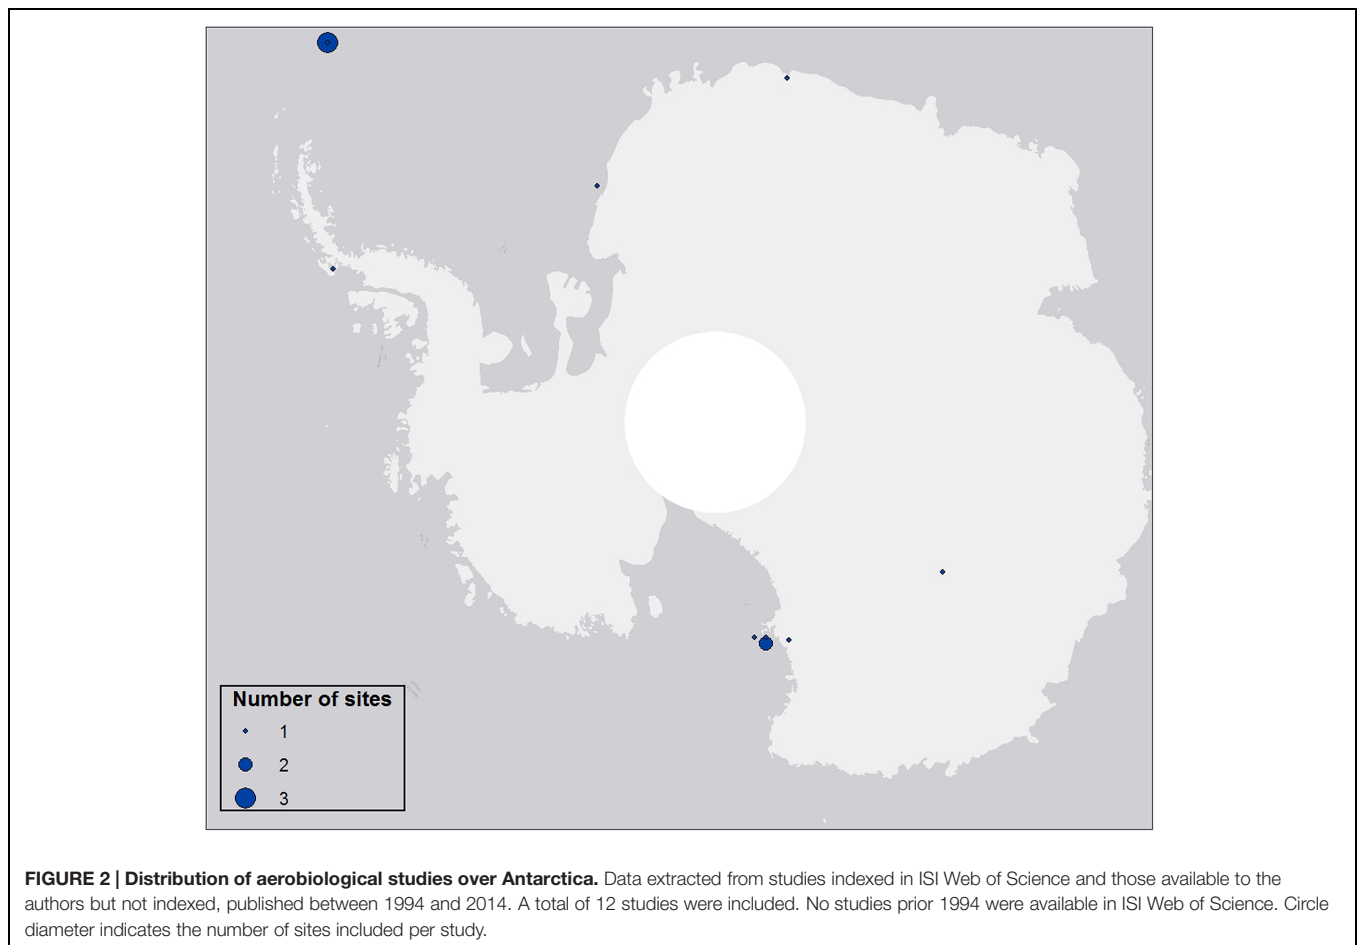 Number of sites
1
2
3
FIGURE 2 | Distribution of aerobiological studies over Antarctica. Data extracted from studies indexed in ISI Web of Science and those available to the
authors but not indexed, published between 1994 and 2014. A total of 12 studies were included. No studies prior 1994 were available in ISI Web of Science. Circle
diameter indicates the number of sites included per study.